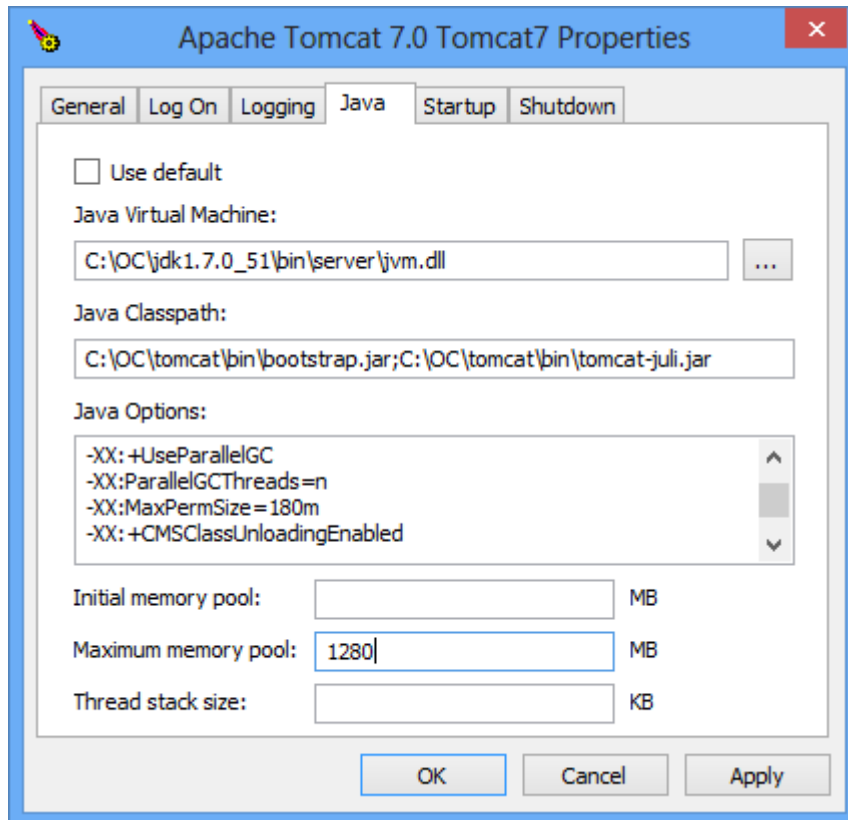 Apache Tomcat 7.0 Tomcat7 Properties
General Log On Logging Java Startup Shutdown
Use default
Java Virtual Machine:
C:\OC\jdk1.7.0_51\bin\server\jvm.dll ...
Java Classpath:
C:\OC\tomcat\bin\bootstrap.jar;C:\OC\tomcat\bin\tomcat-juli.jar
Java Options:
-XX:+UseParallelGC
-XX:ParallelGCThreads=n
-XX:MaxPermSize=180m
-XX:+CMSClassUnloadingEnabled
Initial memory pool: MB
Maximum memory pool: 1280 MB
Thread stack size: KB
OK Cancel Apply